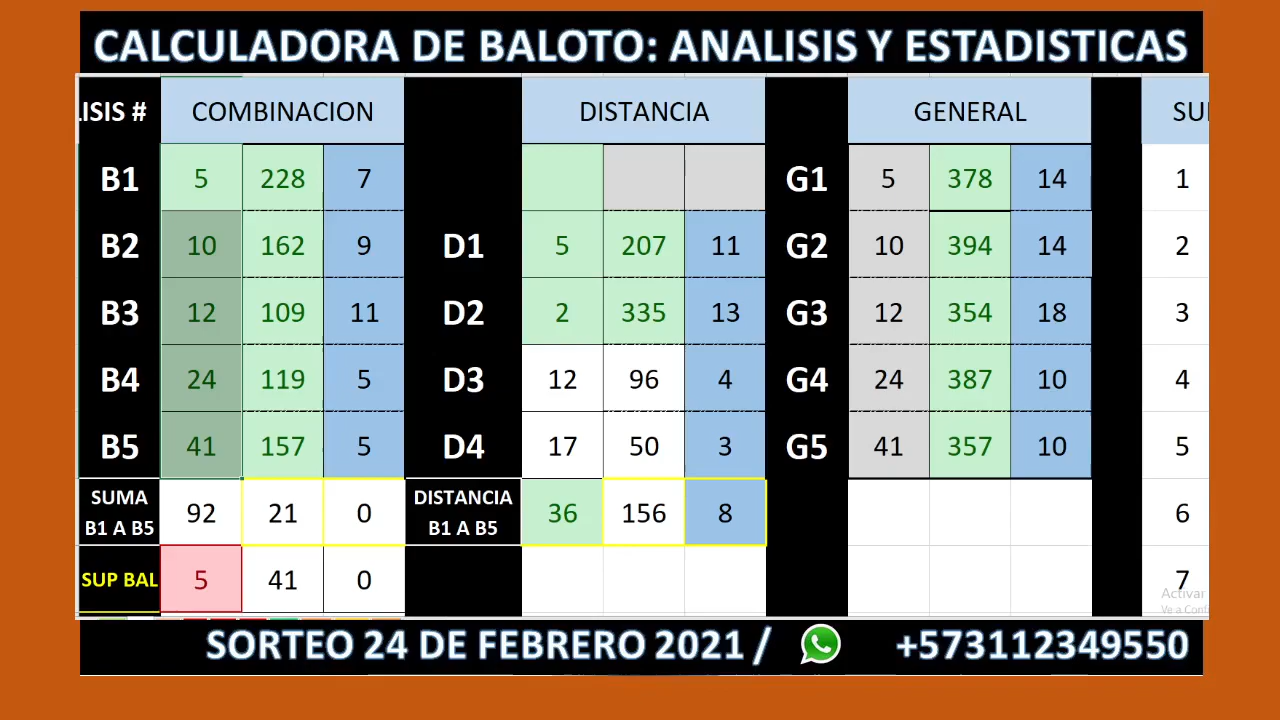 CALCULADORA DE BALOTO: ANALISIS Y ESTADISTICAS
LISIS # COMBINACION DISTANCIA GENERAL
B1 5 228 7 G1 5 378 14 1
B2 10 162 9 D1 5 207 11 G2 10 394 14 2
B3 12 109 11 D2 2 335 13 G3 12 354 18 3
B4 24 119 5 D3 12 96 4 G4 24 387 10 4
B5 41 157 5 D4 17 50 3 G5 41 357 10 5
SUMA
B1 A B5 92 21 0 DISTANCIA
B1 A B5 36 156 8 6
SUP BAL 5 41 0 7
Activar
Ve a Confi
SORTEO 24 DE FEBRERO 2021 / +573112349550